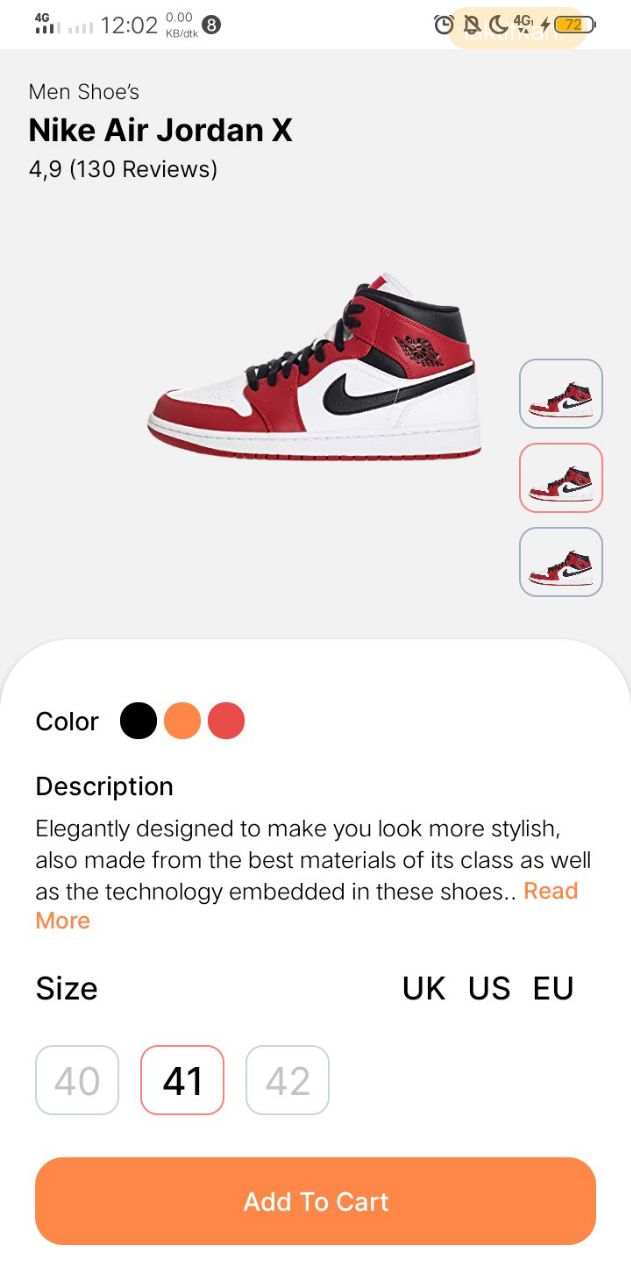 4G 12:02 0.00 KB/dtk 8 4G 72
Men Shoe’s
Nike Air Jordan X
4,9 (130 Reviews)
Color
Description
Elegantly designed to make you look more stylish,
also made from the best materials of its class as well
as the technology embedded in these shoes.. Read
More
Size UK US EU
40 41 42
Add To Cart